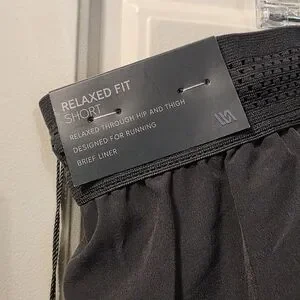 RELAXED FIT
SHORT
RELAXED THROUGH HIP AND THIGH
DESIGNED FOR RUNNING
BRIEF LINER